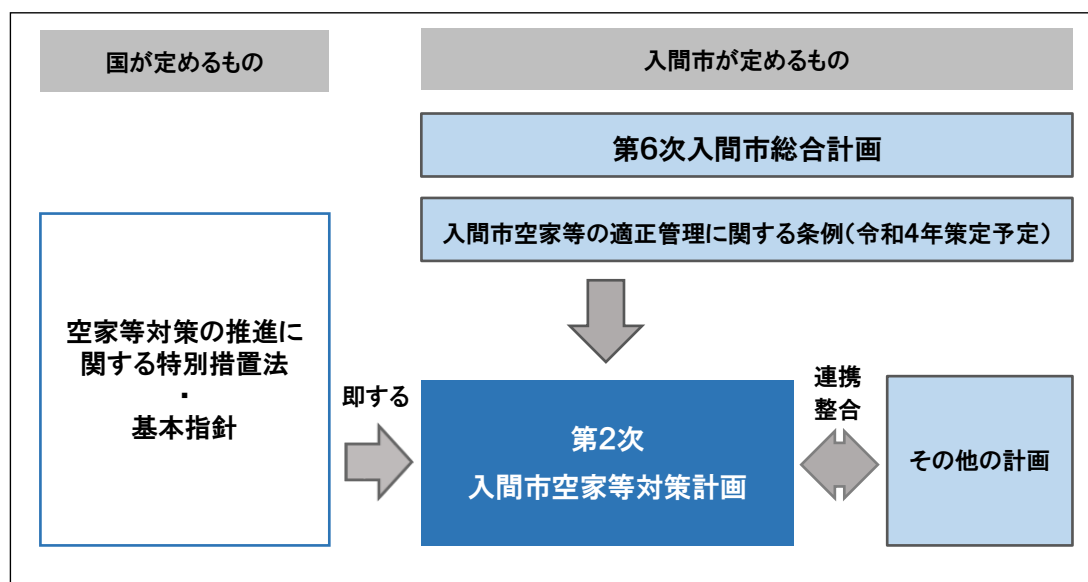 国が定めるもの
入間市が定めるもの
第6次入間市総合計画
入間市空家等の適正管理に関する条例(令和4年策定予定)
空家等対策の推進に
関する特別措置法
・
基本指針
即する
第2次
入間市空家等対策計画
連携
整合
その他の計画